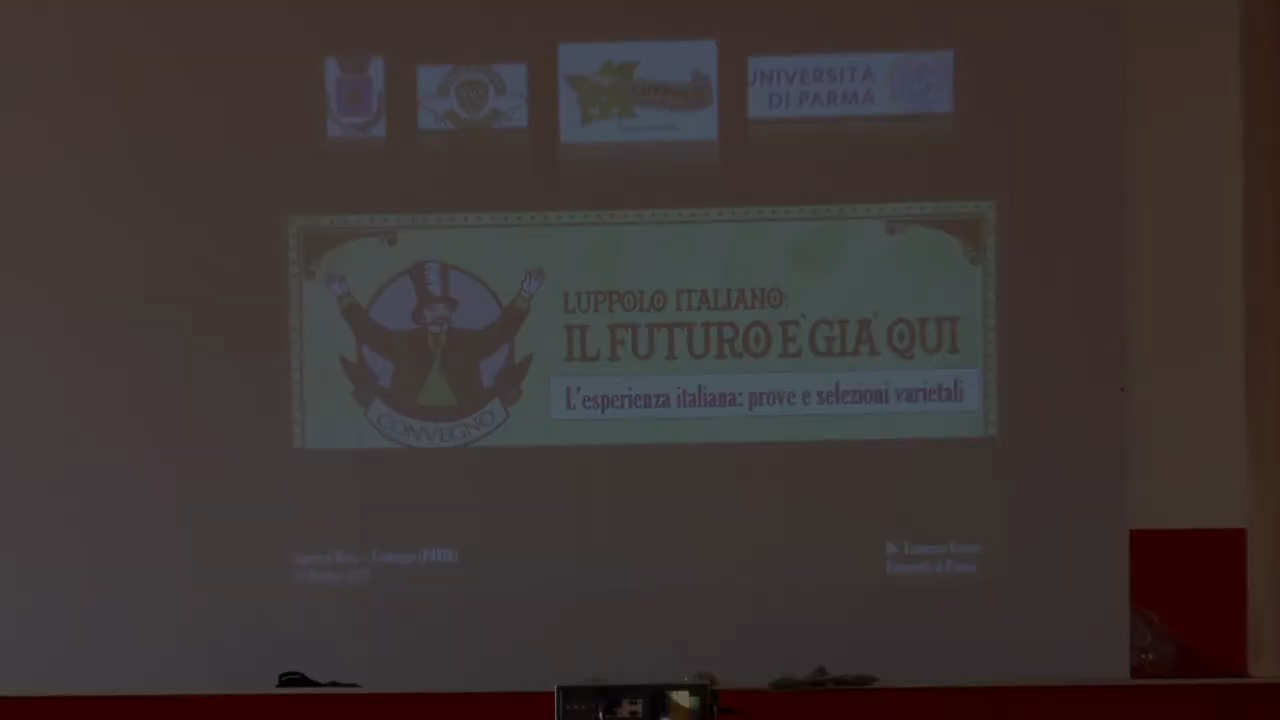 UNIVERSITÀ
DI PARMA
LUPPOLO ITALIANO:
IL FUTURO E' GIA' QUI
L'esperienza italiana: prove e selezioni varietali
CONVEGNO